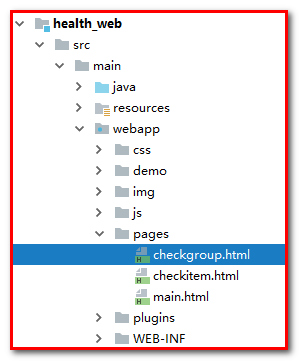 health_web
src
main
java
resources
webapp
css
demo
img
js
pages
checkgroup.html
checkitem.html
main.html
plugins
WEB-INF